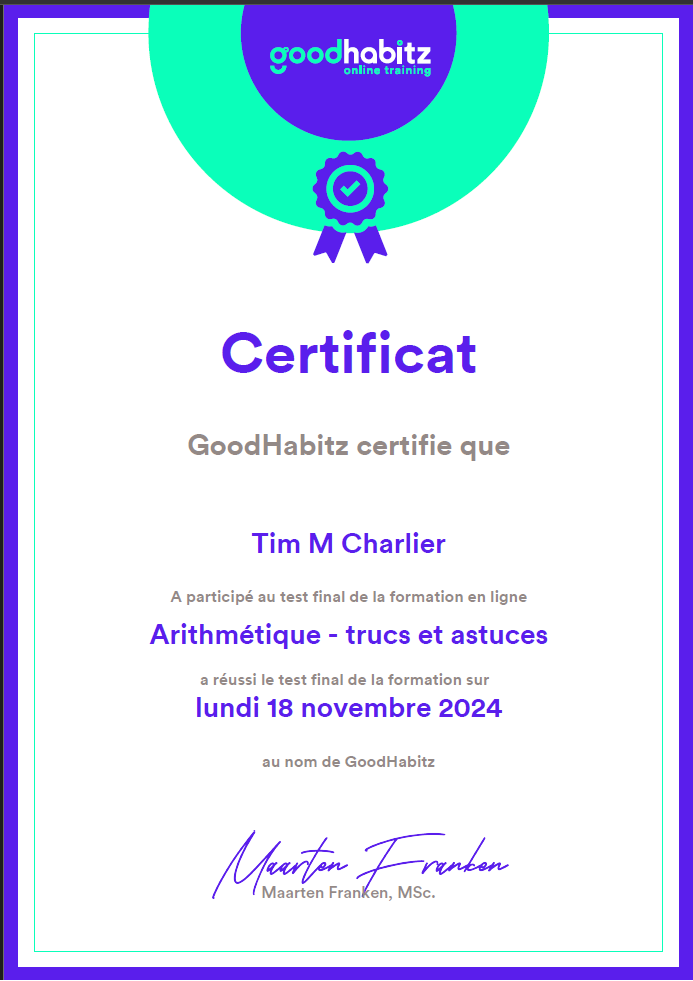 goodhabitz
online training
Certificat
GoodHabitz certifie que
Tim M Charlier
A participé au test final de la formation en ligne
Arithmétique - trucs et astuces
a réussi le test final de la formation sur
lundi 18 novembre 2024
au nom de GoodHabitz
Maarten Franken
Maarten Franken, MSc.